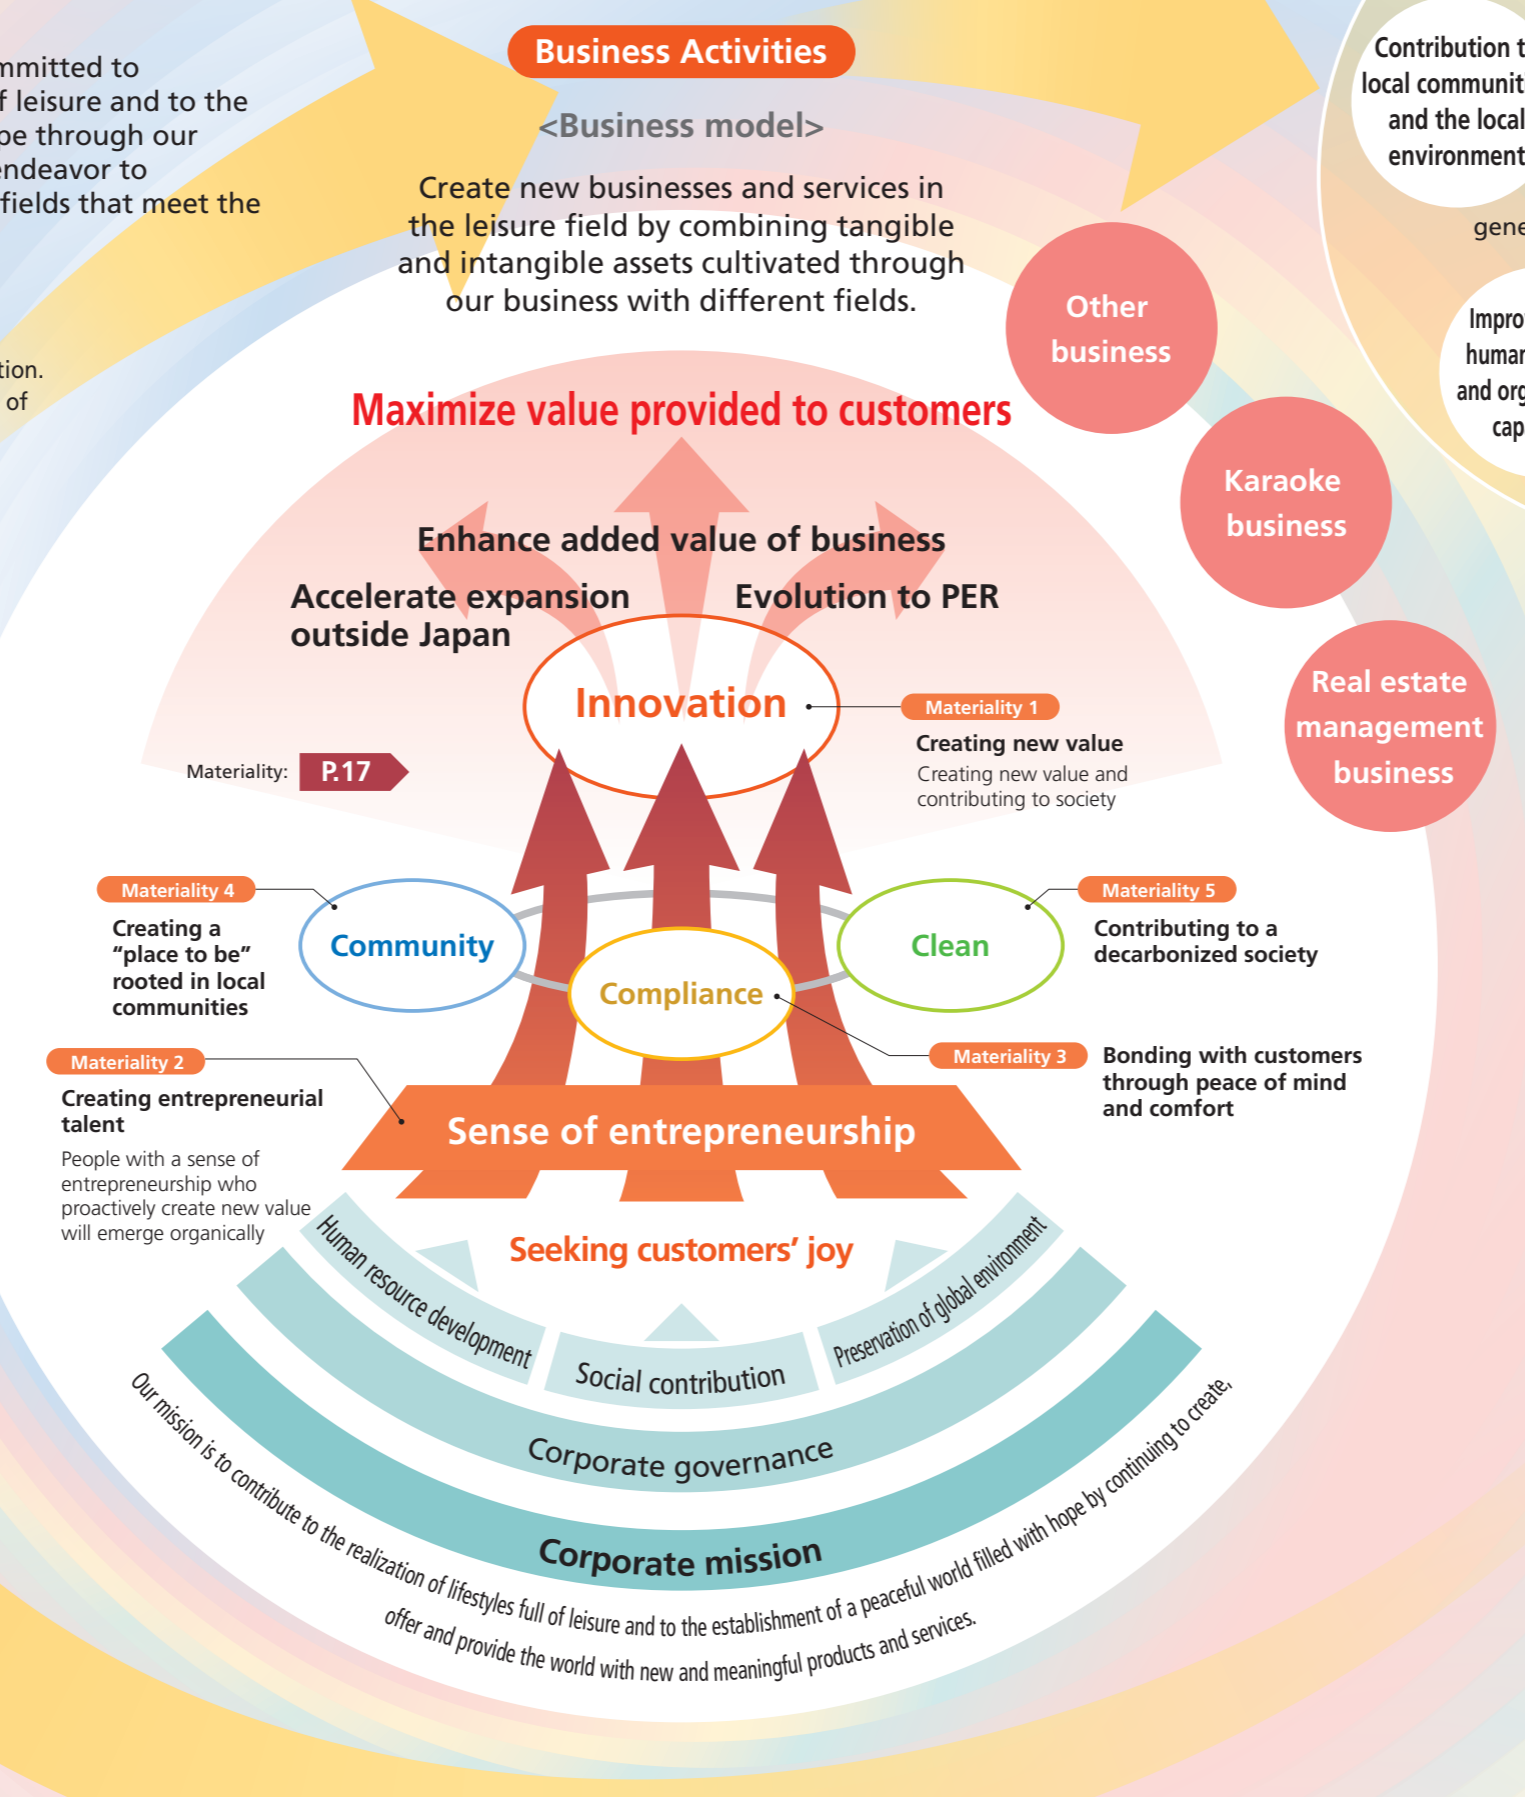 mmitted to
f leisure and to the
pe through our
endeavor to
fields that meet the
tion.
of
Business Activities
<Business model>
Create new businesses and services in
the leisure field by combining tangible
and intangible assets cultivated through
our business with different fields.
Contribution t
local communiti
and the local
environment
gene
Impro
human
and org
cap
Other
business
Karaoke
business
Real estate
management
business
Maximize value provided to customers
Enhance added value of business
Accelerate expansion
outside Japan
Evolution to PER
Innovation
Materiality 1
Creating new value
Creating new value and
contributing to society
Materiality: P.17
Materiality 4
Creating a
“place to be”
rooted in local
communities
Community
Compliance
Clean
Materiality 5
Contributing to a
decarbonized society
Materiality 2
Creating entrepreneurial
talent
People with a sense of
entrepreneurship who
proactively create new value
will emerge organically
Materiality 3
Bonding with customers
through peace of mind
and comfort
Sense of entrepreneurship
Seeking customers’ joy
Human resource development
Social contribution
Preservation of global environment
Corporate governance
Corporate mission
Our mission is to contribute to the realization of lifestyles full of leisure and to the establishment of a peaceful world filled with hope by continuing to create,
offer and provide the world with new and meaningful products and services.